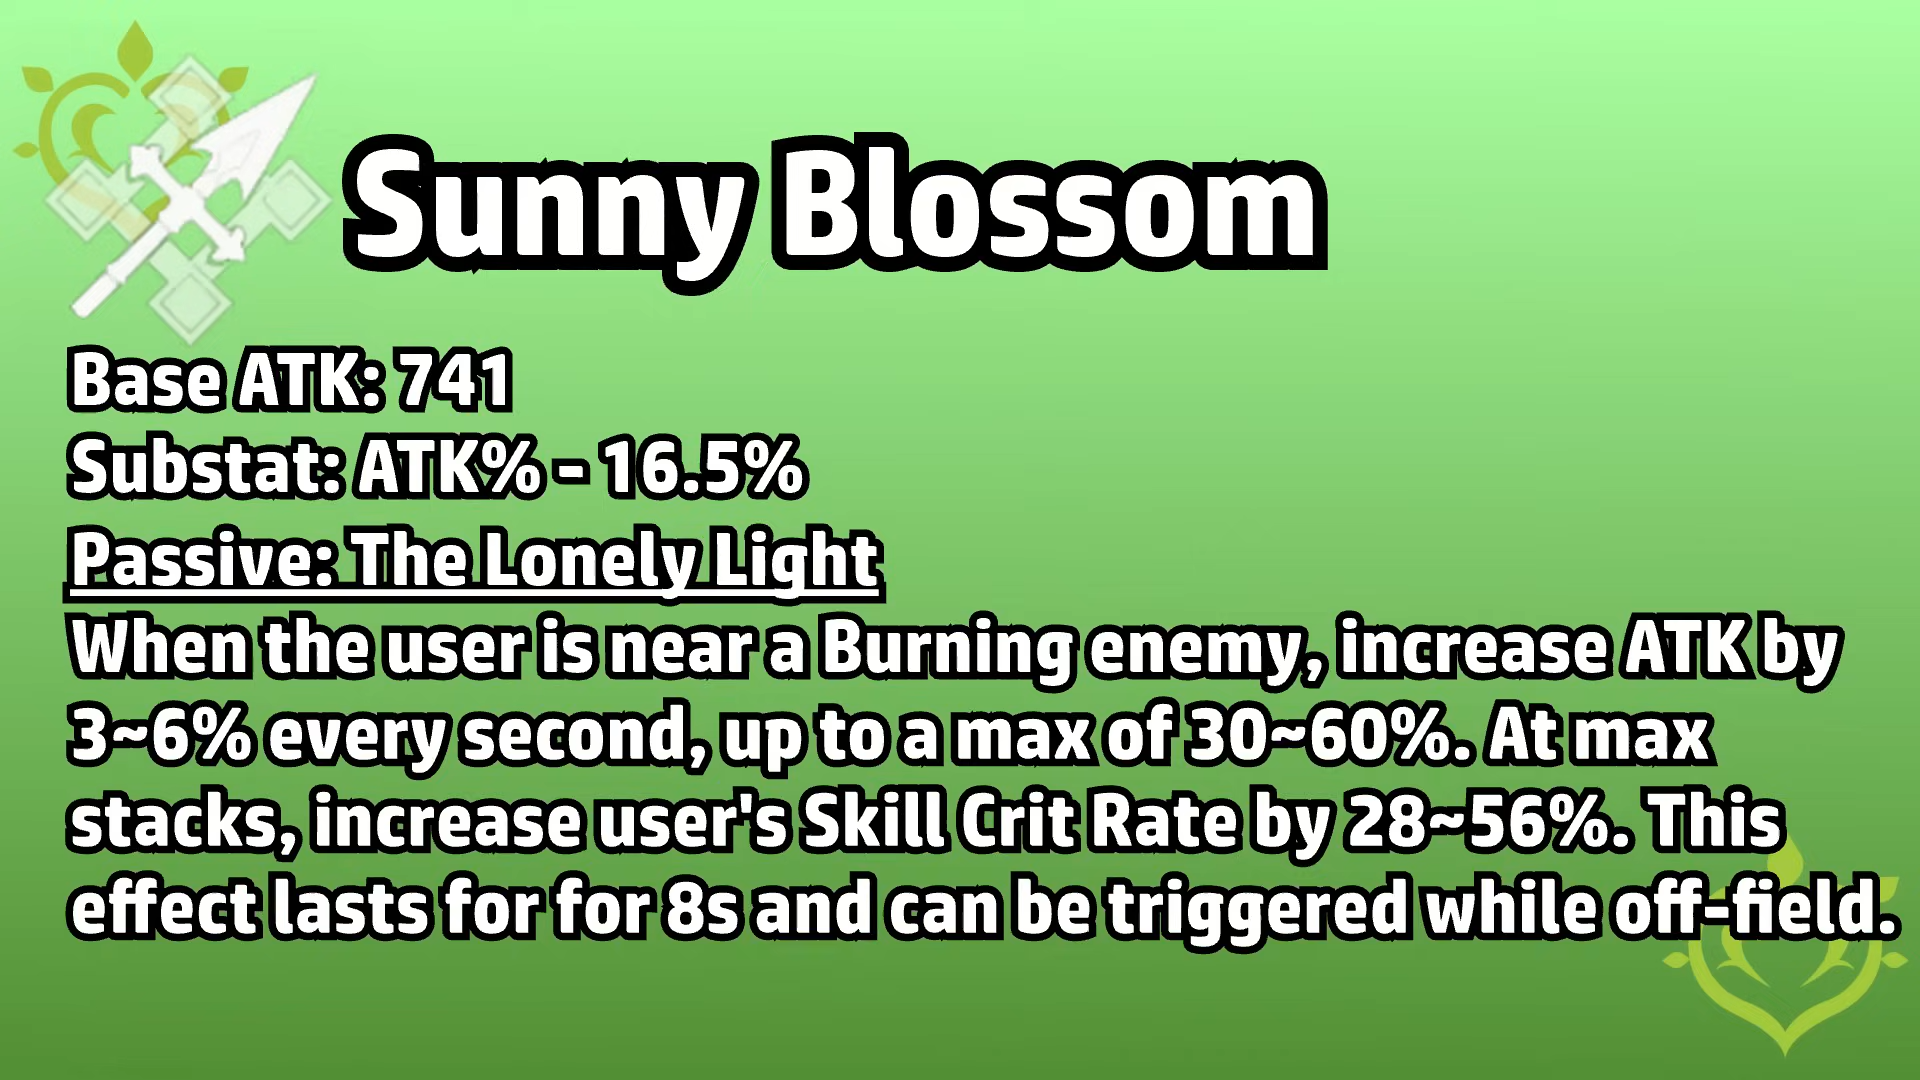 Sunny Blossom
Base ATK: 741
Substat: ATK% - 16.5%
Passive: The Lonely Light
When the user is near a Burning enemy, increase ATK by
3~6% every second, up to a max of 30~60%. At max
stacks, increase user's Skill Crit Rate by 28~56%. This
effect lasts for for 8s and can be triggered while off-field.